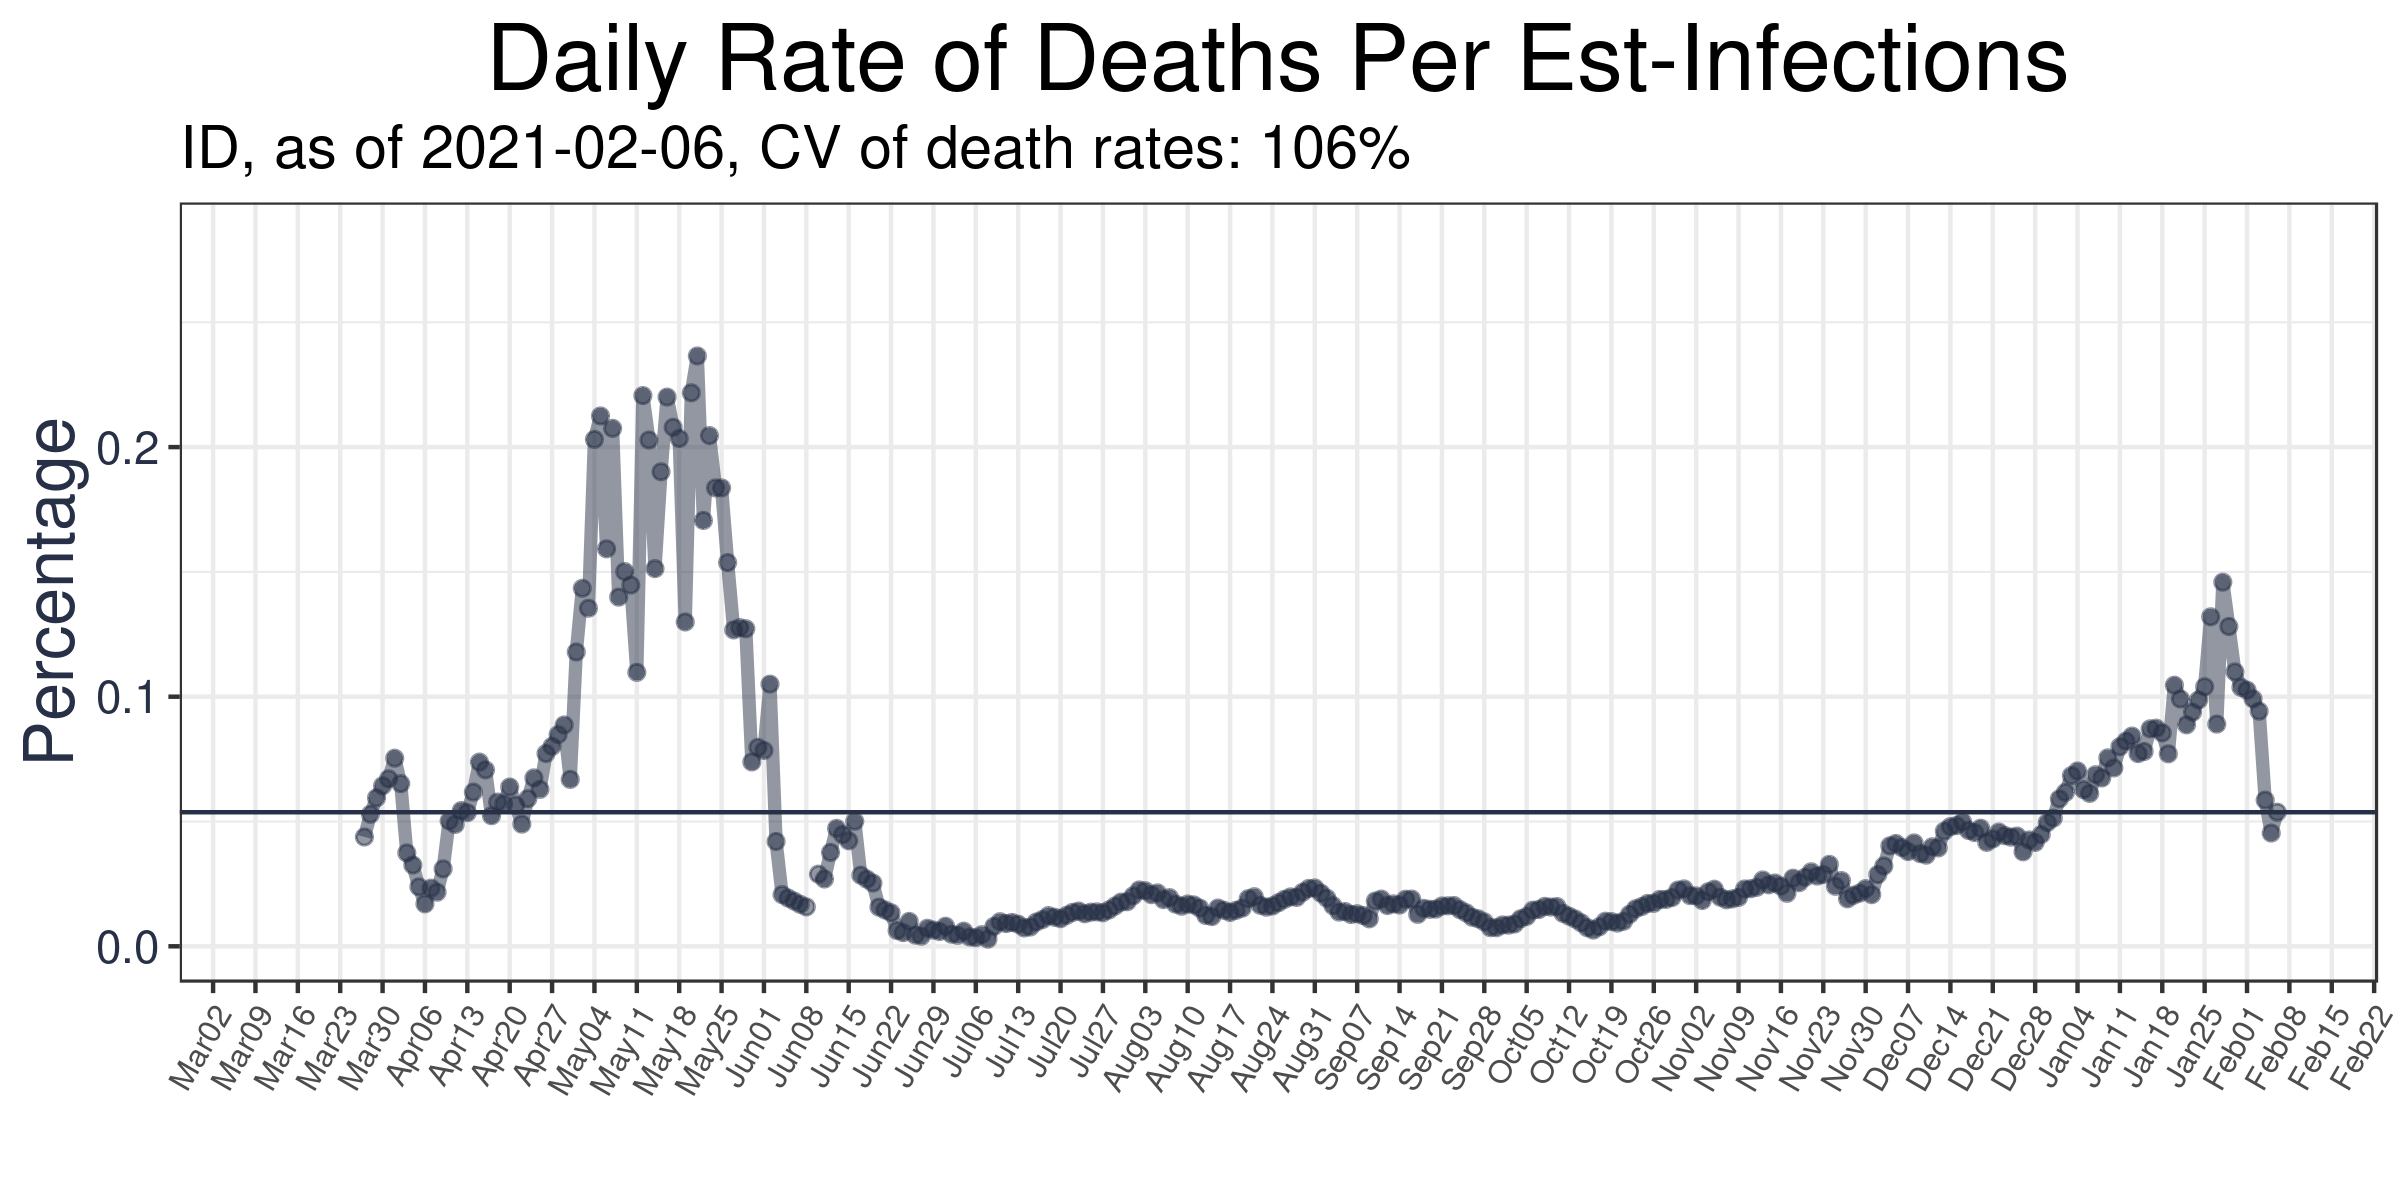 Daily Rate of Deaths Per Est-Infections
ID, as of 2021-02-06, CV of death rates: 106%
Percentage
0.2
0.1
0.0
Mar02
Mar09
Mar16
Mar23
Mar30
Apr06
Apr13
Apr20
Apr27
May04
May11
May18
May25
Jun01
Jun08
Jun15
Jun22
Jun29
Jul06
Jul13
Jul20
Jul27
Aug03
Aug10
Aug17
Aug24
Aug31
Sep07
Sep14
Sep21
Sep28
Oct05
Oct12
Oct19
Oct26
Nov02
Nov09
Nov16
Nov23
Nov30
Dec07
Dec14
Dec21
Dec28
Jan04
Jan11
Jan18
Jan25
Feb01
Feb08
Feb15
Feb22